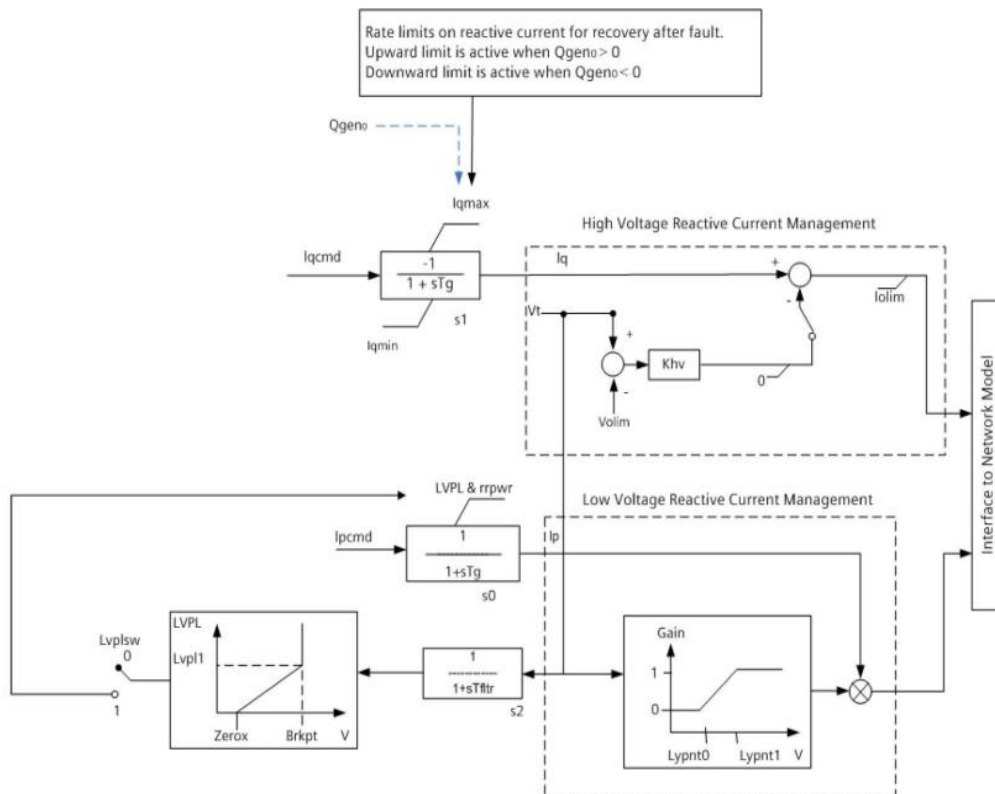 Rate limits on reactive current for recovery after fault.
Upward limit is active when Qgen₀ > 0
Downward limit is active when Qgen₀ < 0
Qgen₀
Iqmax
High Voltage Reactive Current Management
Iqcmd
-1
1 + sTg
Iq
+
-
Iolim
s1
Iqmin
Vt
+
Khv
0
-
Volim
Interface to Network Model
LVPL & rrpwr
Low Voltage Reactive Current Management
Ipcmd
1
1+sTg
Ip
s0
Lvplsw
0
1
LVPL
Lvpl1
Zerox
Brkpt
V
1
1+sTfltr
s2
Gain
1
0
Lypnt0
Lypnt1
V